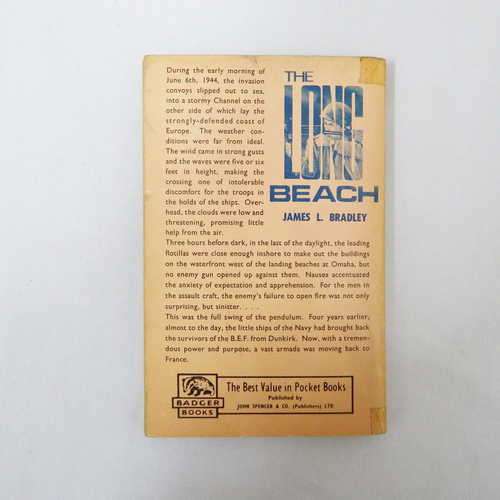 During the early morning of
June 6th, 1944, the invasion
convoys slipped out to sea,
into a stormy Channel on the
other side of which lay the
strongly-defended coast of
Europe. The weather con-
ditions were far from ideal.
The wind came in strong gusts
and the waves were five or six
feet in height, making the
crossing one of intolerable
discomfort for the troops in
the holds of the ships. Over-
head, the clouds were low and
threatening, promising little
help from the air.
THE
LONG
BEACH
JAMES L. BRADLEY
Three hours before dark, in the last of the daylight, the leading
flotillas were close enough inshore to make out the buildings
on the waterfront west of the landing beaches at Omaha, but
no enemy gun opened up against them. Nausea accentuated
the anxiety of expectation and apprehension. For the men in
the assault craft, the enemy's failure to open fire was not only
surprising, but sinister. . . .
This was the full swing of the pendulum. Four years earlier,
almost to the day, the little ships of the Navy had brought back
the survivors of the B.E.F. from Dunkirk. Now, with a tremen-
dous power and purpose, a vast armada was moving back to
France.
BADGER
BOOKS
The Best Value in Pocket Books
Published by
JOHN SPENCER & CO. (Publishers) LTD.